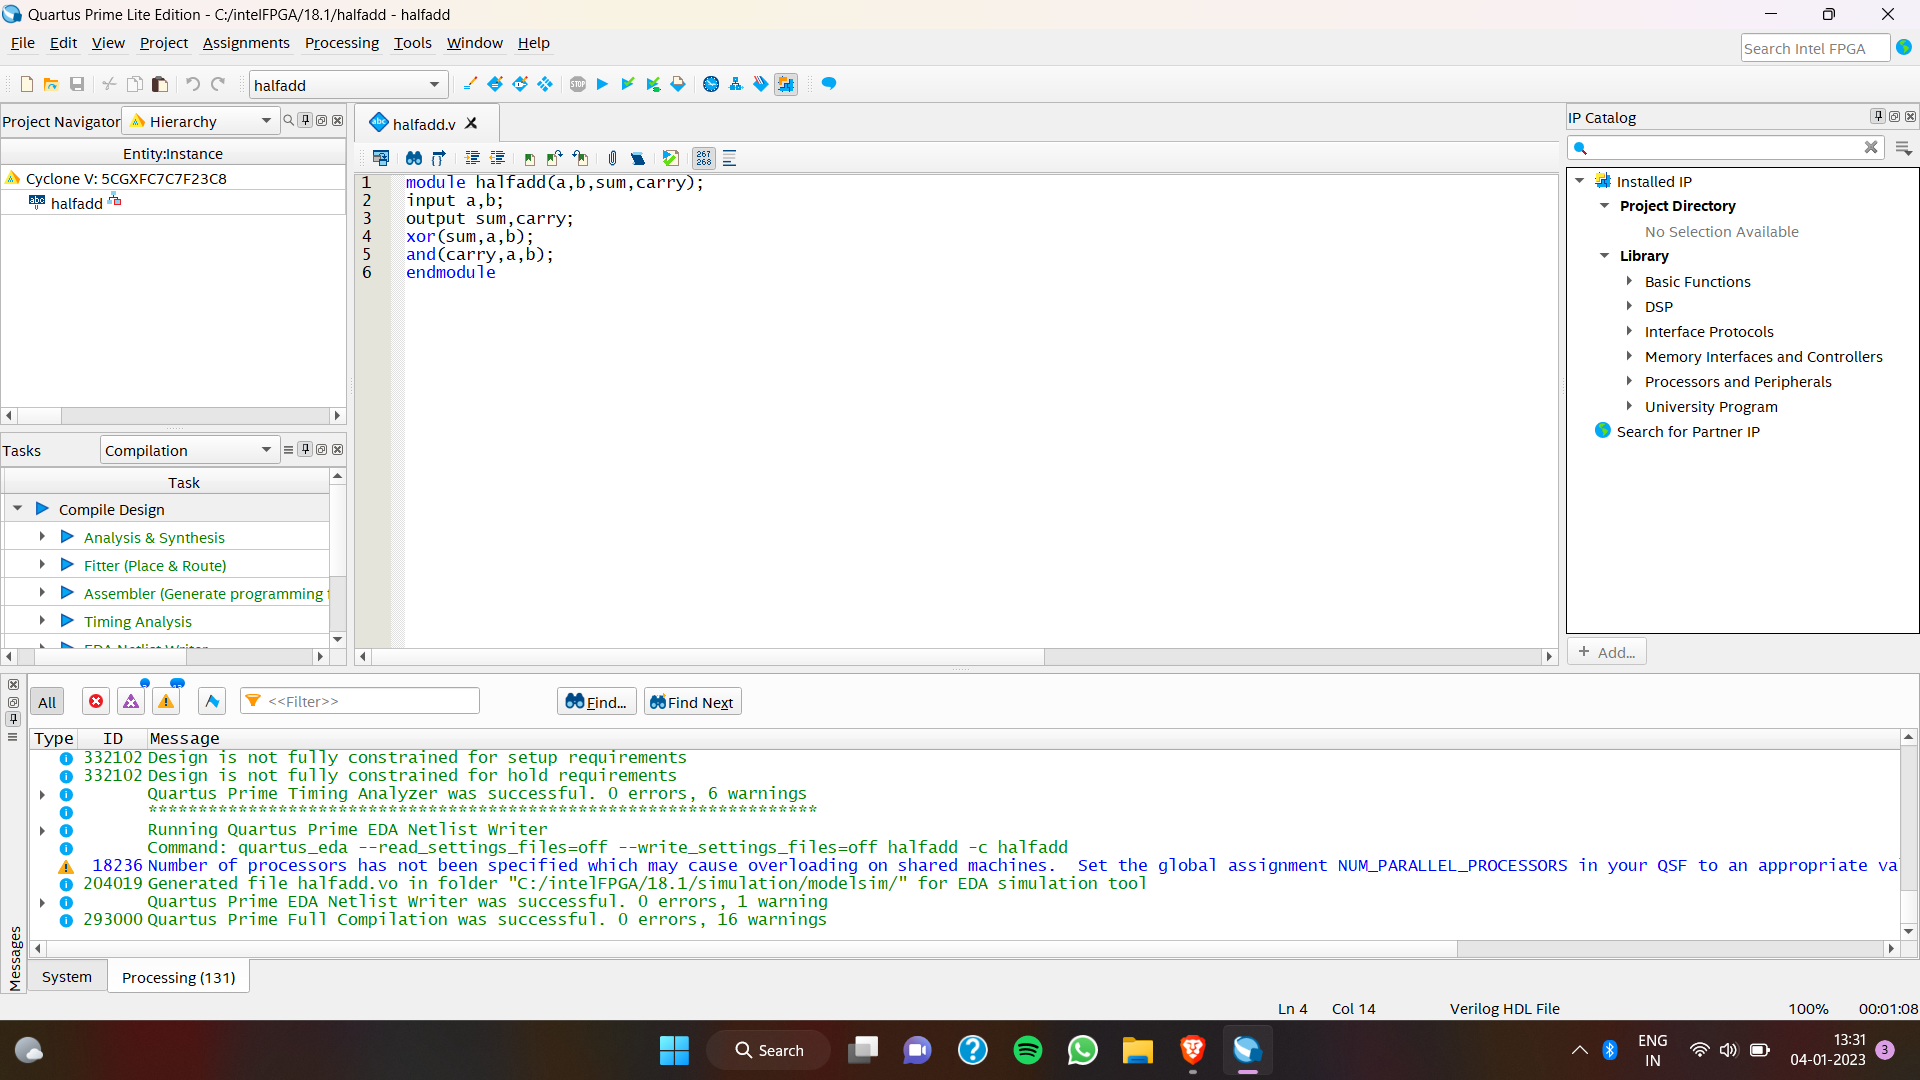 Quartus Prime Lite Edition - C:/intelFPGA/18.1/halfadd - halfadd
File Edit View Project Assignments Processing Tools Window Help
Search Intel FPGA
halfadd
STOP
Project Navigator Hierarchy
Entity:Instance
Cyclone V: 5CGXFC7C7F23C8
abc halfadd
Tasks Compilation
Task
Compile Design
Analysis & Synthesis
Fitter (Place & Route)
Assembler (Generate programming f
Timing Analysis
EDA Netlist Writer
abc halfadd.v
267
268
1 module halfadd(a,b,sum,carry);
2 input a,b;
3 output sum,carry;
4 xor(sum,a,b);
5 and(carry,a,b);
6 endmodule
IP Catalog
Installed IP
Project Directory
No Selection Available
Library
Basic Functions
DSP
Interface Protocols
Memory Interfaces and Controllers
Processors and Peripherals
University Program
Search for Partner IP
+ Add...
Messages
All <<Filter>> Find... Find Next
Type ID Message
332102 Design is not fully constrained for setup requirements
332102 Design is not fully constrained for hold requirements
Quartus Prime Timing Analyzer was successful. 0 errors, 6 warnings
*******************************************************************
Running Quartus Prime EDA Netlist Writer
Command: quartus_eda --read_settings_files=off --write_settings_files=off halfadd -c halfadd
18236 Number of processors has not been specified which may cause overloading on shared machines.  Set the global assignment NUM_PARALLEL_PROCESSORS in your QSF to an appropriate va
204019 Generated file halfadd.vo in folder "C:/intelFPGA/18.1/simulation/modelsim/" for EDA simulation tool
Quartus Prime EDA Netlist Writer was successful. 0 errors, 1 warning
293000 Quartus Prime Full Compilation was successful. 0 errors, 16 warnings
System Processing (131)
Ln 4 Col 14 Verilog HDL File 100% 00:01:08
Search
ENG
IN
13:31
04-01-2023
3